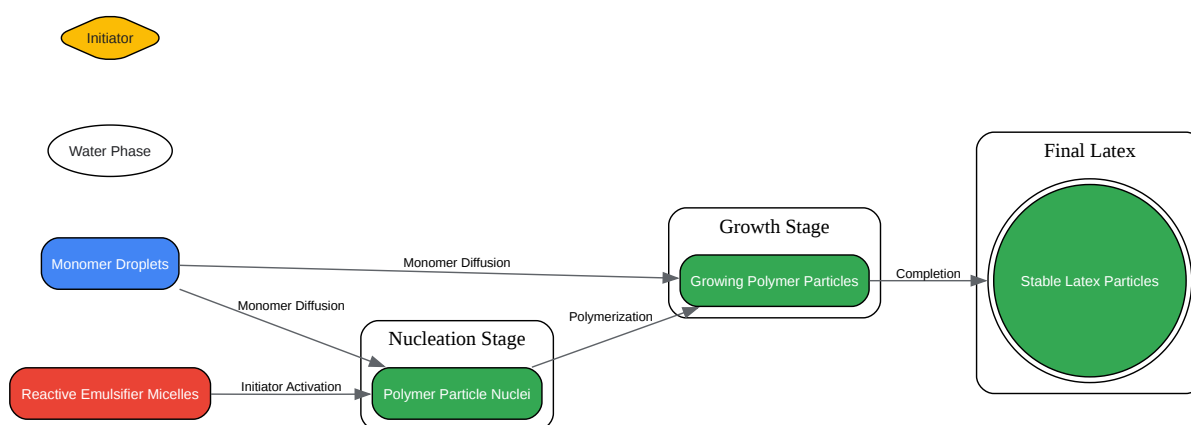 Initiator
Water Phase
Final Latex
Growth Stage
Monomer Droplets
Monomer Diffusion
Growing Polymer Particles
Completion
Stable Latex Particles
Monomer Diffusion
Polymerization
Nucleation Stage
Reactive Emulsifier Micelles
Initiator Activation
Polymer Particle Nuclei